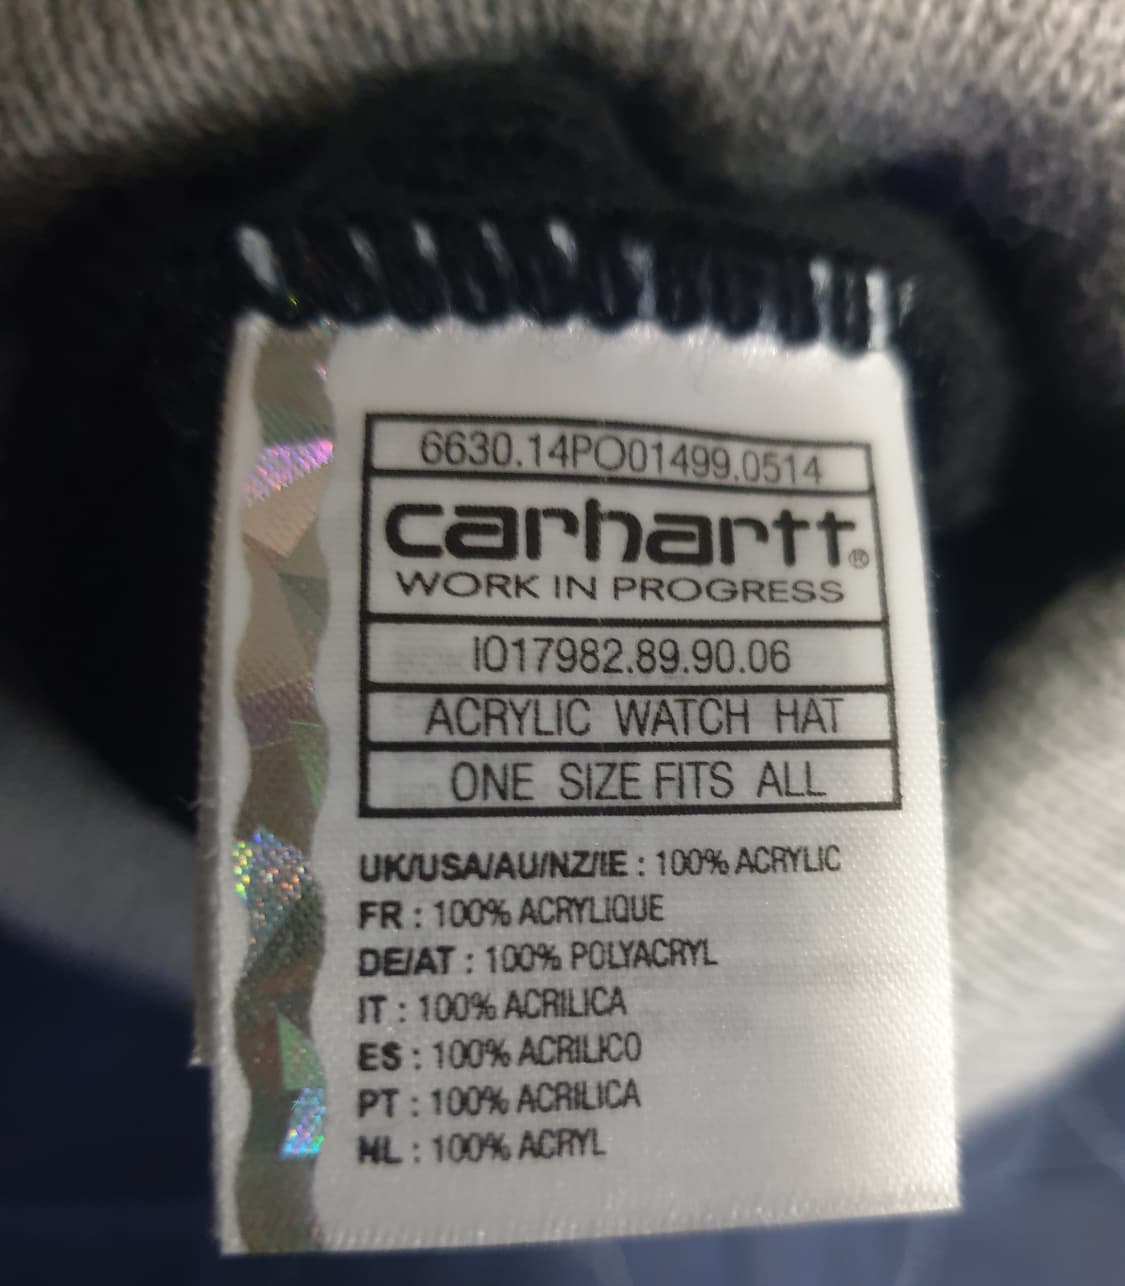 6630.14PO01499.0514
carhartt®
WORK IN PROGRESS
IO17982.89.90.06
ACRYLIC WATCH HAT
ONE SIZE FITS ALL
UK/USA/AU/NZ/IE : 100% ACRYLIC
FR : 100% ACRYLIQUE
DE/AT : 100% POLYACRYL
IT : 100% ACRILICA
ES : 100% ACRILICO
PT : 100% ACRILICA
NL : 100% ACRYL